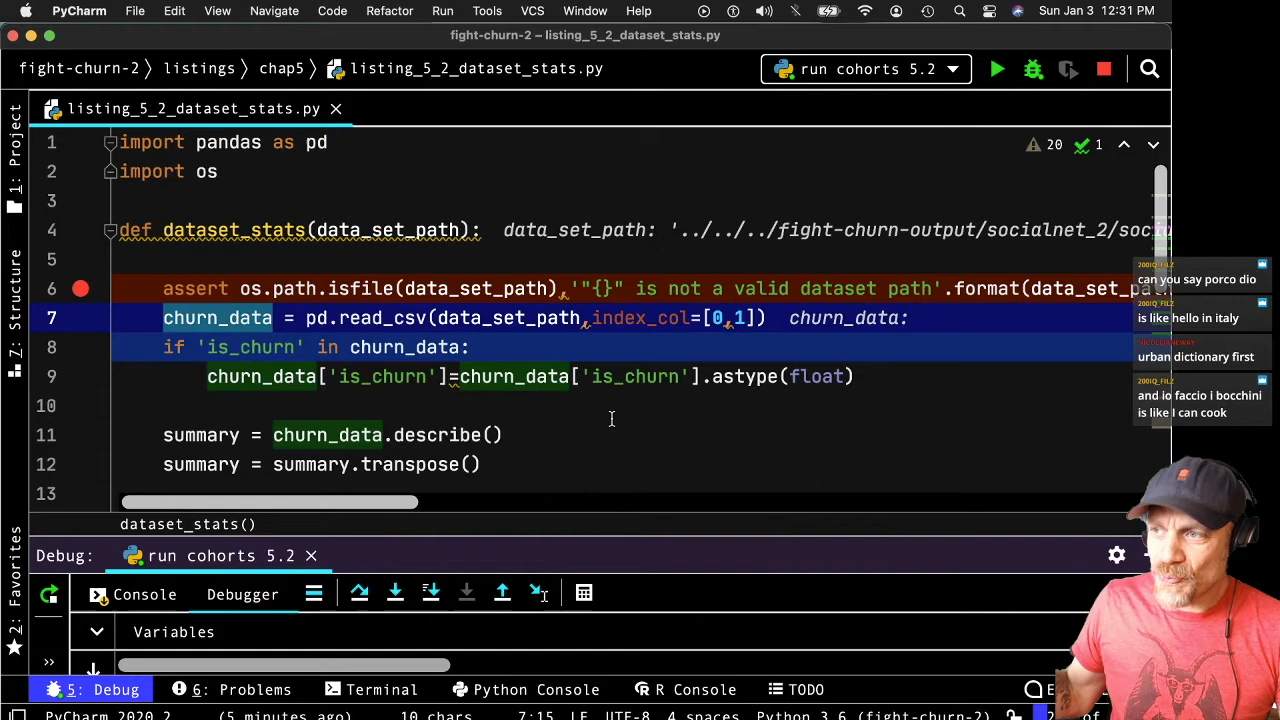 PyCharm File Edit View Navigate Code Refactor Run Tools VCS Window Help Sun Jan 3 12:31 PM
fight-churn-2 – listing_5_2_dataset_stats.py
fight-churn-2 listings chap5 listing_5_2_dataset_stats.py run cohorts 5.2
listing_5_2_dataset_stats.py
1 import pandas as pd
20 1
2 import os
3
4 def dataset_stats(data_set_path): data_set_path: '../../../fight-churn-output/socialnet_2/soci
5
6 assert os.path.isfile(data_set_path),'"{}" is not a valid dataset path'.format(data_set_pa
7 churn_data = pd.read_csv(data_set_path,index_col=[0,1]) churn_data:
8 if 'is_churn' in churn_data:
9 churn_data['is_churn']=churn_data['is_churn'].astype(float)
10
11 summary = churn_data.describe()
12 summary = summary.transpose()
13
dataset_stats()
Debug: run cohorts 5.2
Console Debugger
Variables
5: Debug 6: Problems Terminal Python Console R Console TODO
PyCharm 2020.2 (5 minutes ago) 10 chars 7:15 LF UTF-8 4 spaces Python 3.6 (fight-churn-2)
1: Project
Z: Structure
2: Favorites
200IQ_FILZ
can you say porco dio
200IQ_FILZ
is like hello in italy
urban dictionary first
200IQ_FILZ
and io faccio i bocchini
is like I can cook